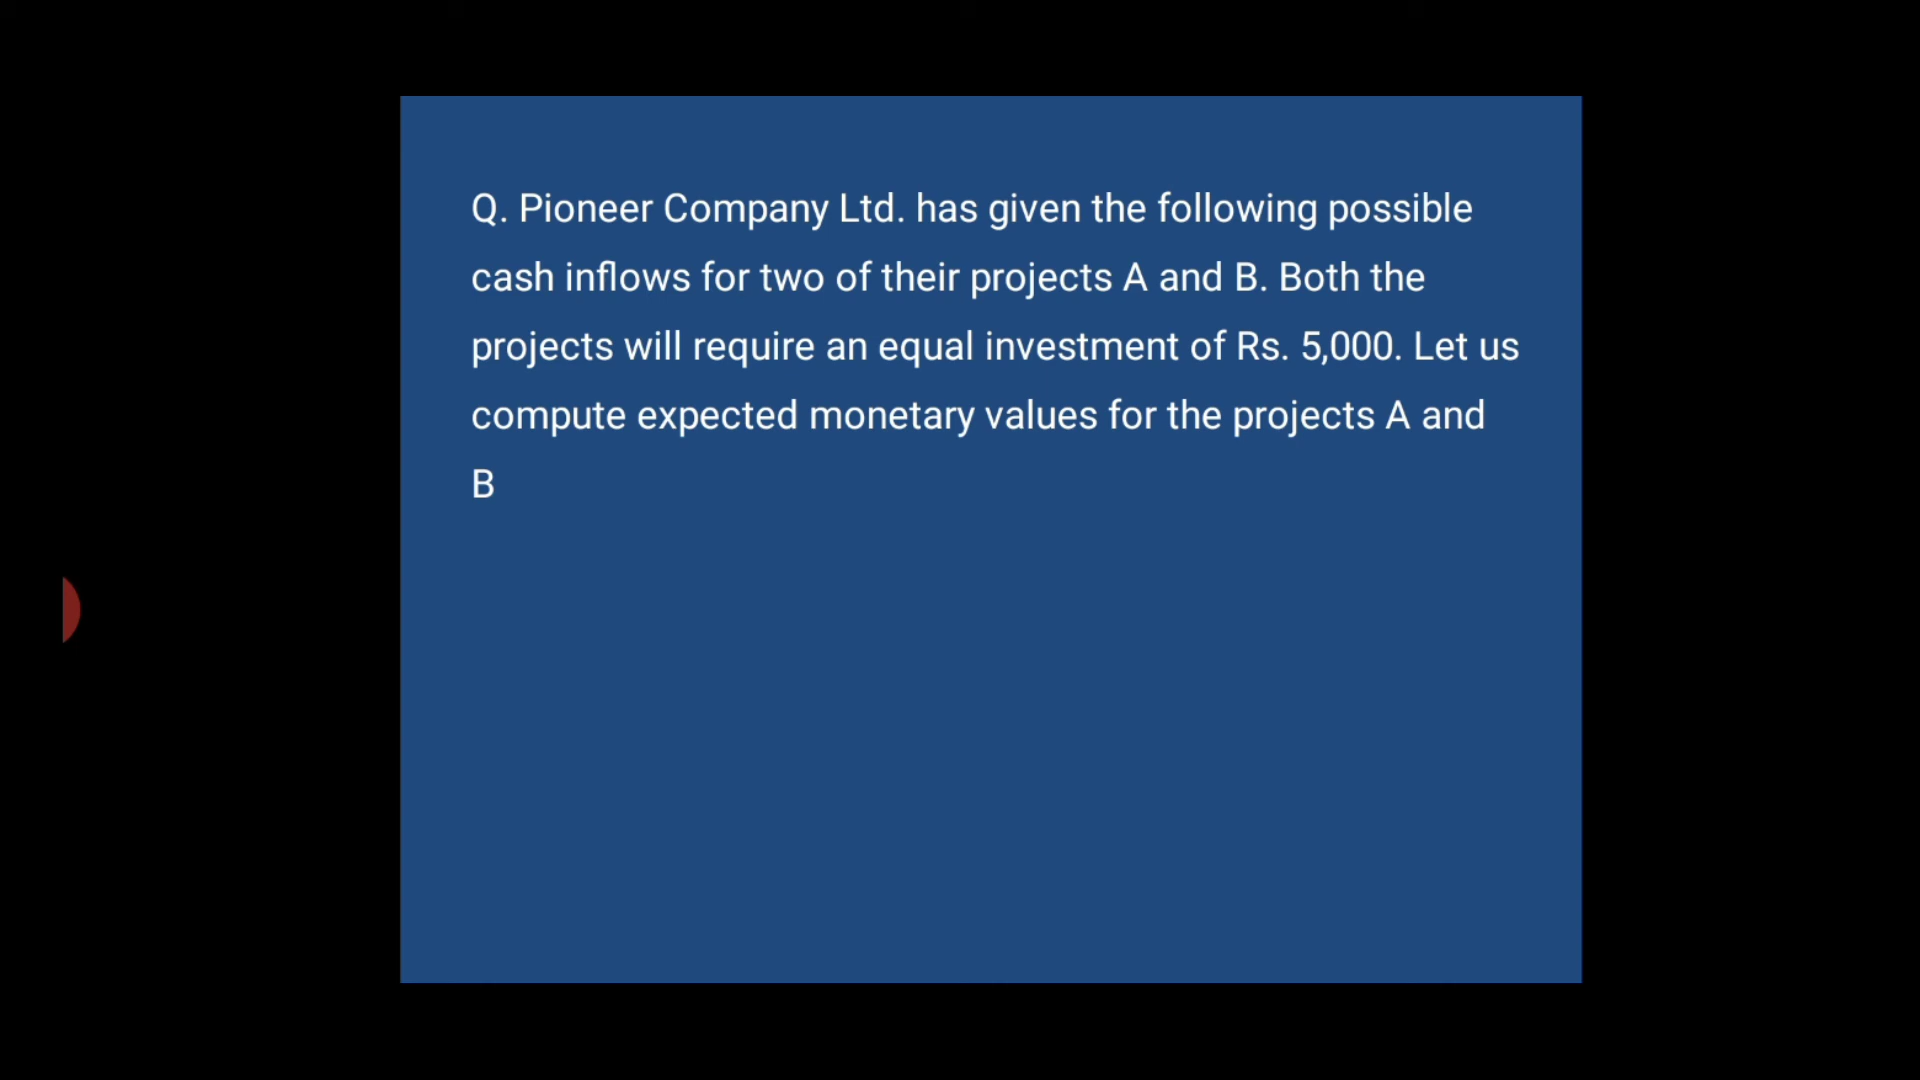 Q. Pioneer Company Ltd. has given the following possible
cash inflows for two of their projects A and B. Both the
projects will require an equal investment of Rs. 5,000. Let us
compute expected monetary values for the projects A and
B